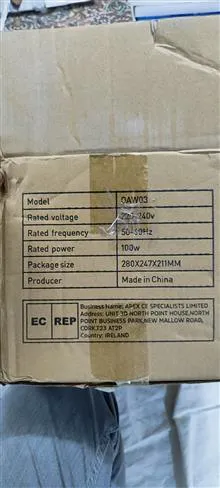 Model OAW03
Rated voltage 220-240v
Rated frequency 50-60Hz
Rated power 100w
Package size 280X247X211MM
Producer Made in China
EC REP
Business Name: APEX CE SPECIALISTS LIMITED
Address: UNIT 3D NORTH POINT HOUSE,NORTH
POINT BUSINESS PARK,NEW MALLOW ROAD,
CORK,T23 AT2P
Country: IRELAND